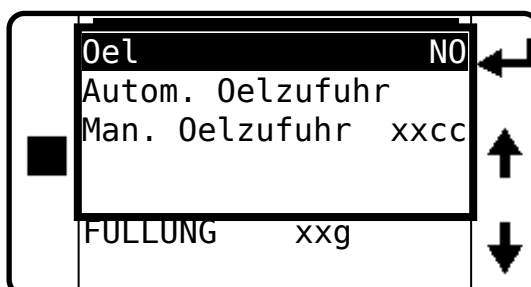 Oel NO
Autom. Oelzufuhr
Man. Oelzufuhr xxcc
FULLUNG xxg